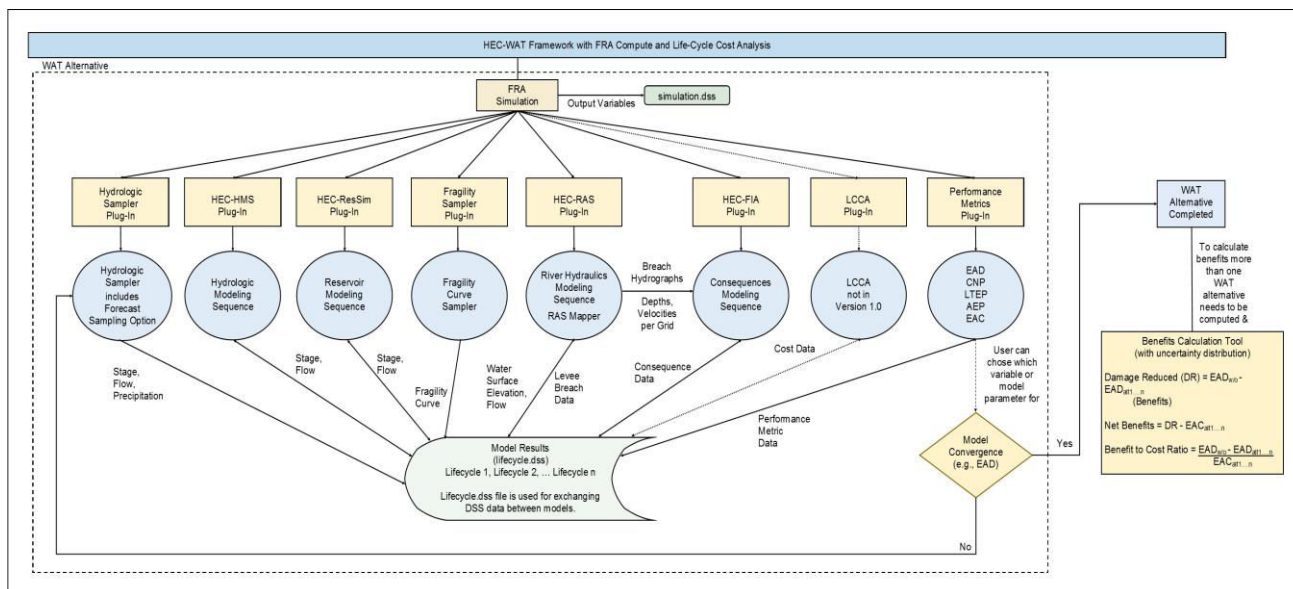 HEC-WAT Framework with FRA Compute and Life-Cycle Cost Analysis
WAT Alternative
FRA
Simulation
Output Variables
simulation.dss
Hydrologic
Sampler
Plug-In
HEC-HMS
Plug-In
HEC-ResSim
Plug-In
Fragility
Sampler
Plug-In
HEC-RAS
Plug-In
HEC-FIA
Plug-In
LCCA
Plug-In
Performance
Metrics
Plug-In
WAT
Alternative
Completed
Hydrologic
Sampler
includes
Forecast
Sampling Option
Hydrologic
Modeling
Sequence
Reservoir
Modeling
Sequence
Fragility
Curve
Sampler
River Hydraulics
Modeling
Sequence
RAS Mapper
Breach
Hydrographs
Depths,
Velocities
per Grid
Consequences
Modeling
Sequence
LCCA
not in
Version 1.0
EAD
CNP
LTEP
AEP
EAC
To calculate
benefits more
than one
WAT
alternative
needs to be
computed &
Stage,
Flow,
Precipitation
Stage,
Flow
Stage,
Flow
Fragility
Curve
Water
Surface
Elevation,
Flow
Levee
Breach
Data
Consequence
Data
Cost Data
Performance
Metric
Data
User can
chose which
variable or
model
parameter for
Model Results
(lifecycle.dss)
Lifecycle 1, Lifecycle 2, ... Lifecycle n
Lifecycle.dss file is used for exchanging
DSS data between models.
Model
Convergence
(e.g., EAD)
Yes
No
Benefits Calculation Tool
(with uncertainty distribution)
Damage Reduced (DR) = EADw/o -
EADalt1...n
(Benefits)
Net Benefits = DR - EACalt1...n
Benefit to Cost Ratio = EADw/o - EADalt1...n
EACalt1...n